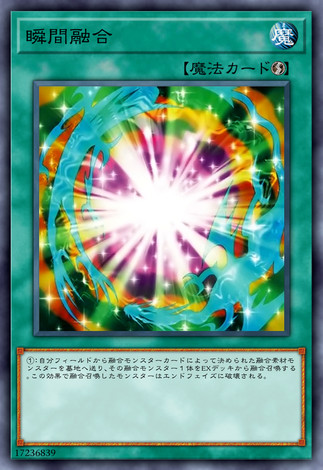 瞬間融合
魔
【魔法カード】
①:自分フィールドから融合モンスターカードによって決められた融合素材モ
ンスターを墓地へ送り、その融合モンスター1体をEXデッキから融合召喚する
。この効果で融合召喚したモンスターはエンドフェイズに破壊される。
17236839